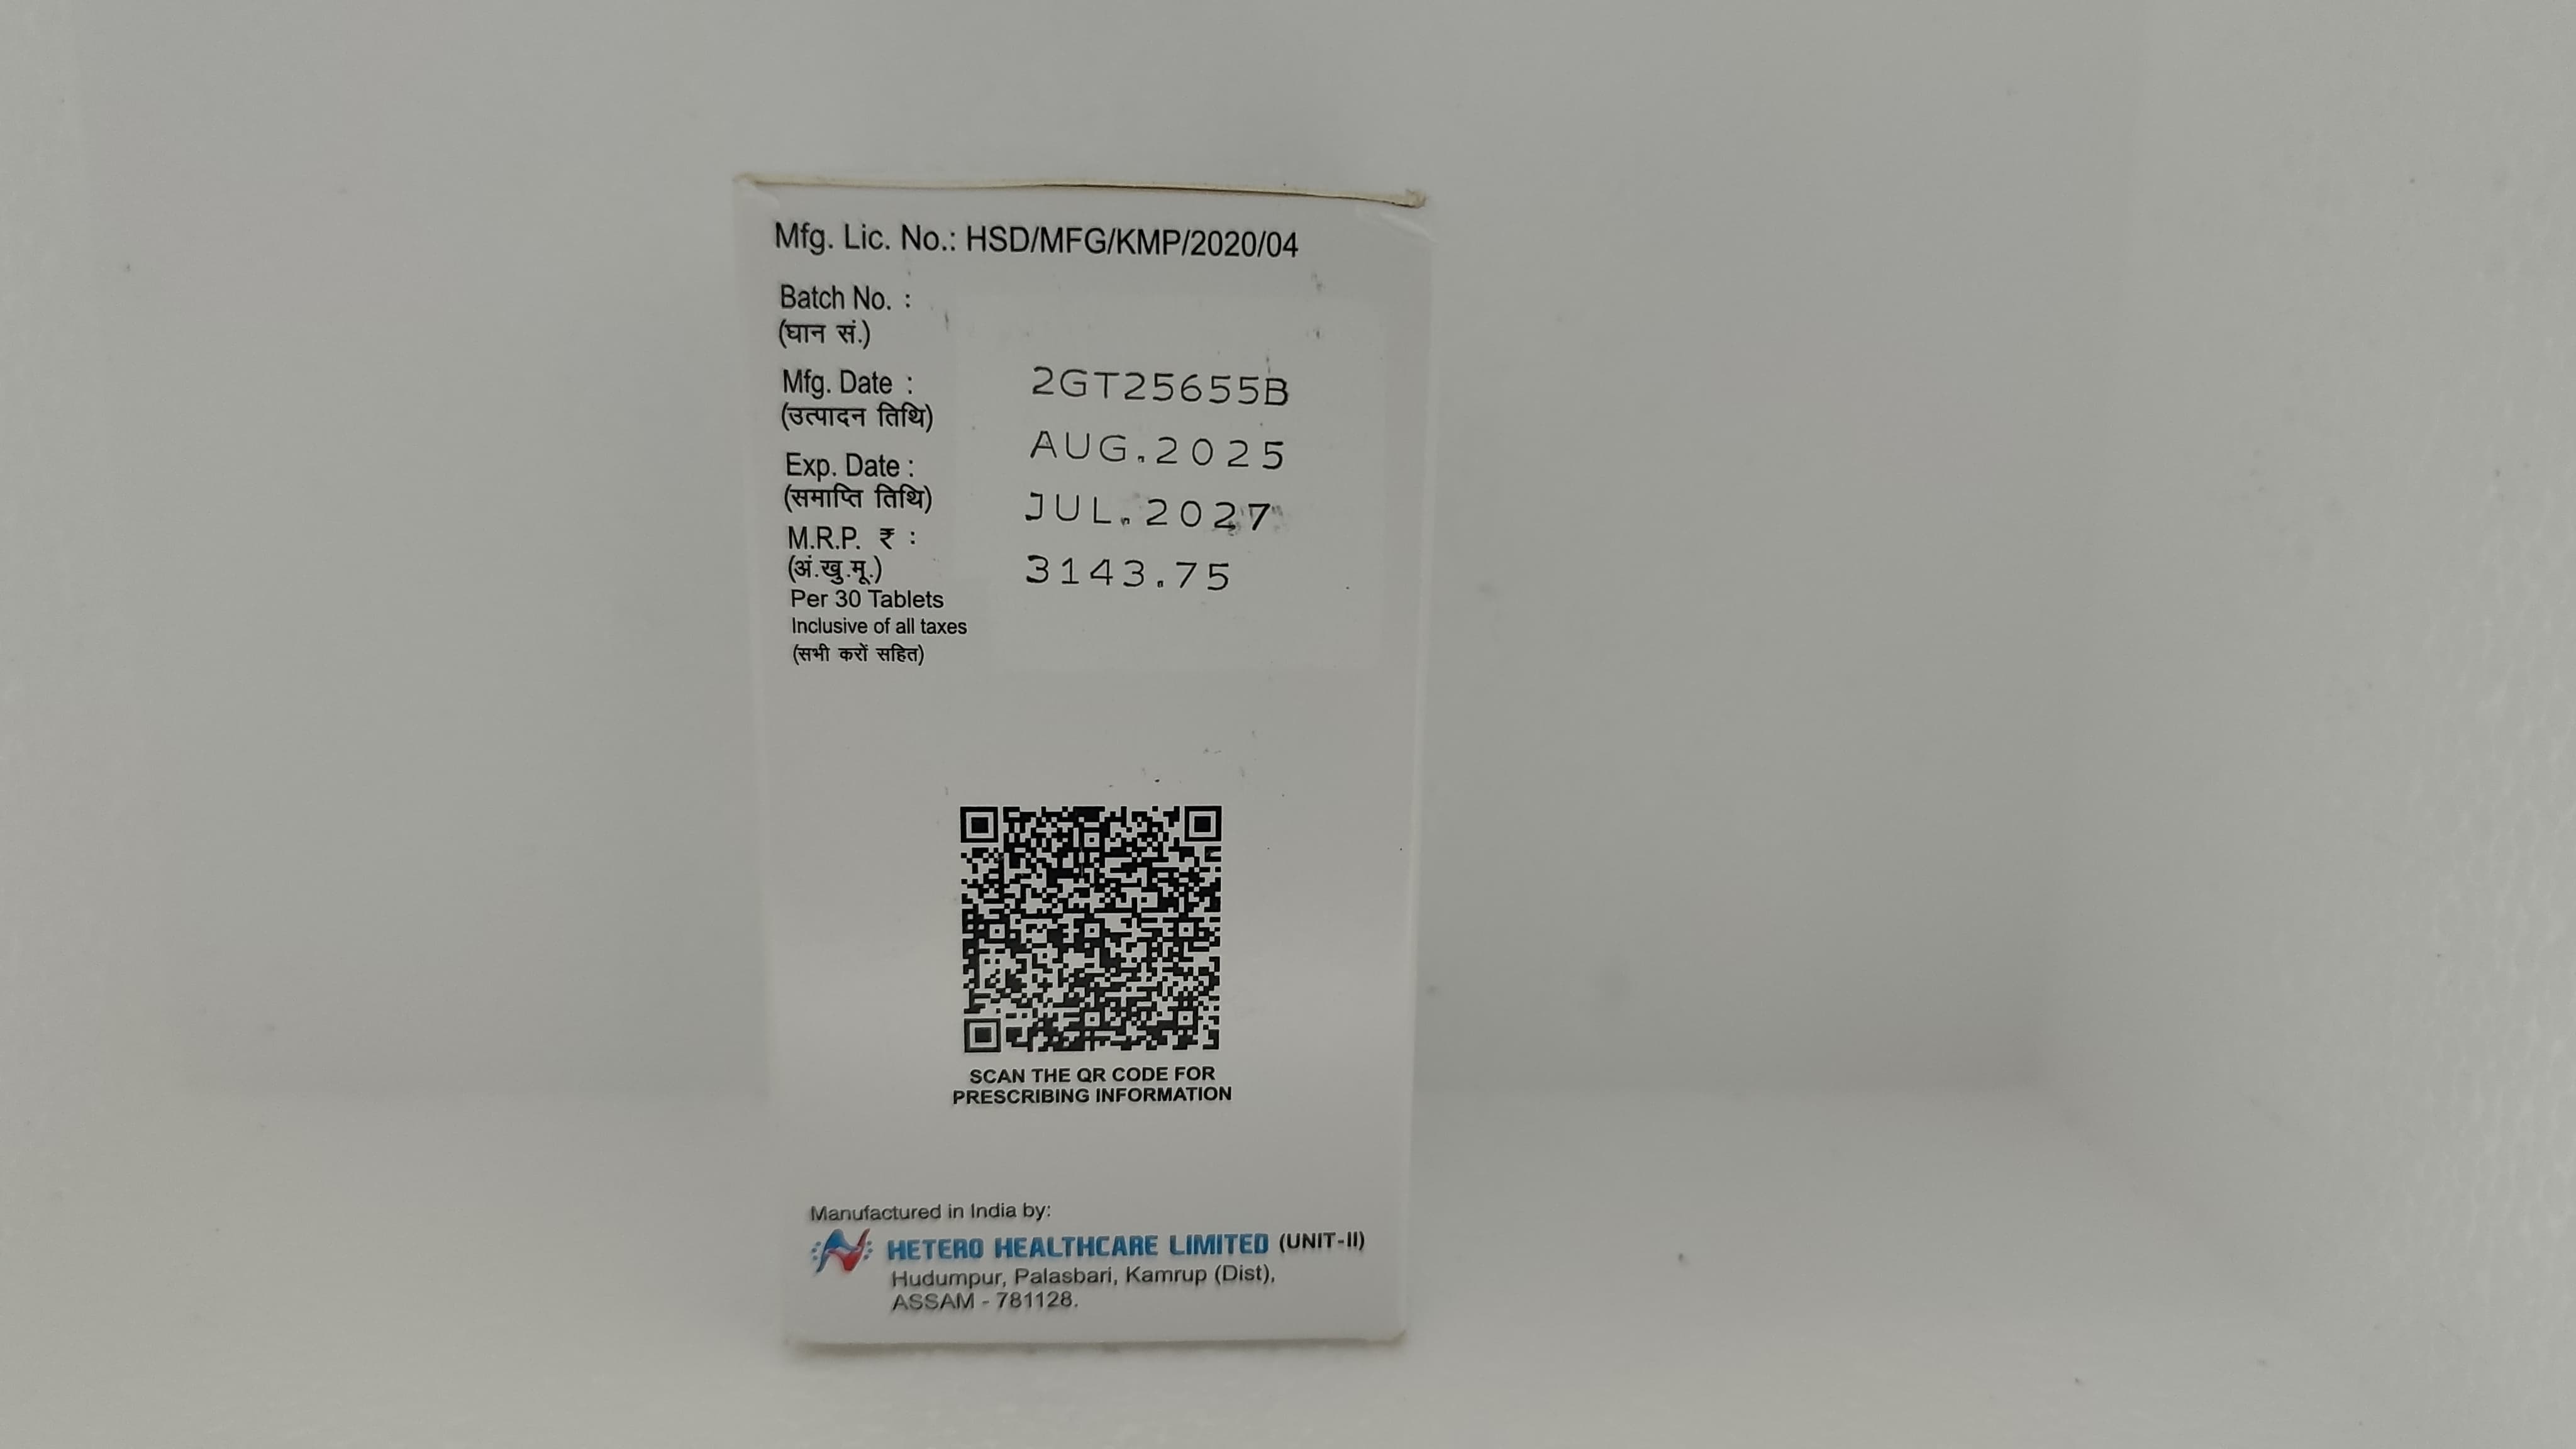 Mfg. Lic. No.: HSD/MFG/KMP/2020/04
Batch No. :
(घान सं.)
Mfg. Date :
(उत्पादन तिथि)
Exp. Date :
(समाप्ति तिथि)
M.R.P. ₹ :
(अं.खु.मू.)
Per 30 Tablets
Inclusive of all taxes
(सभी करों सहित)
2GT25655B
AUG.2025
JUL.2027
3143.75
SCAN THE QR CODE FOR
PRESCRIBING INFORMATION
Manufactured in India by:
HETERO HEALTHCARE LIMITED (UNIT-II)
Hudumpur, Palasbari, Kamrup (Dist),
ASSAM - 781128.